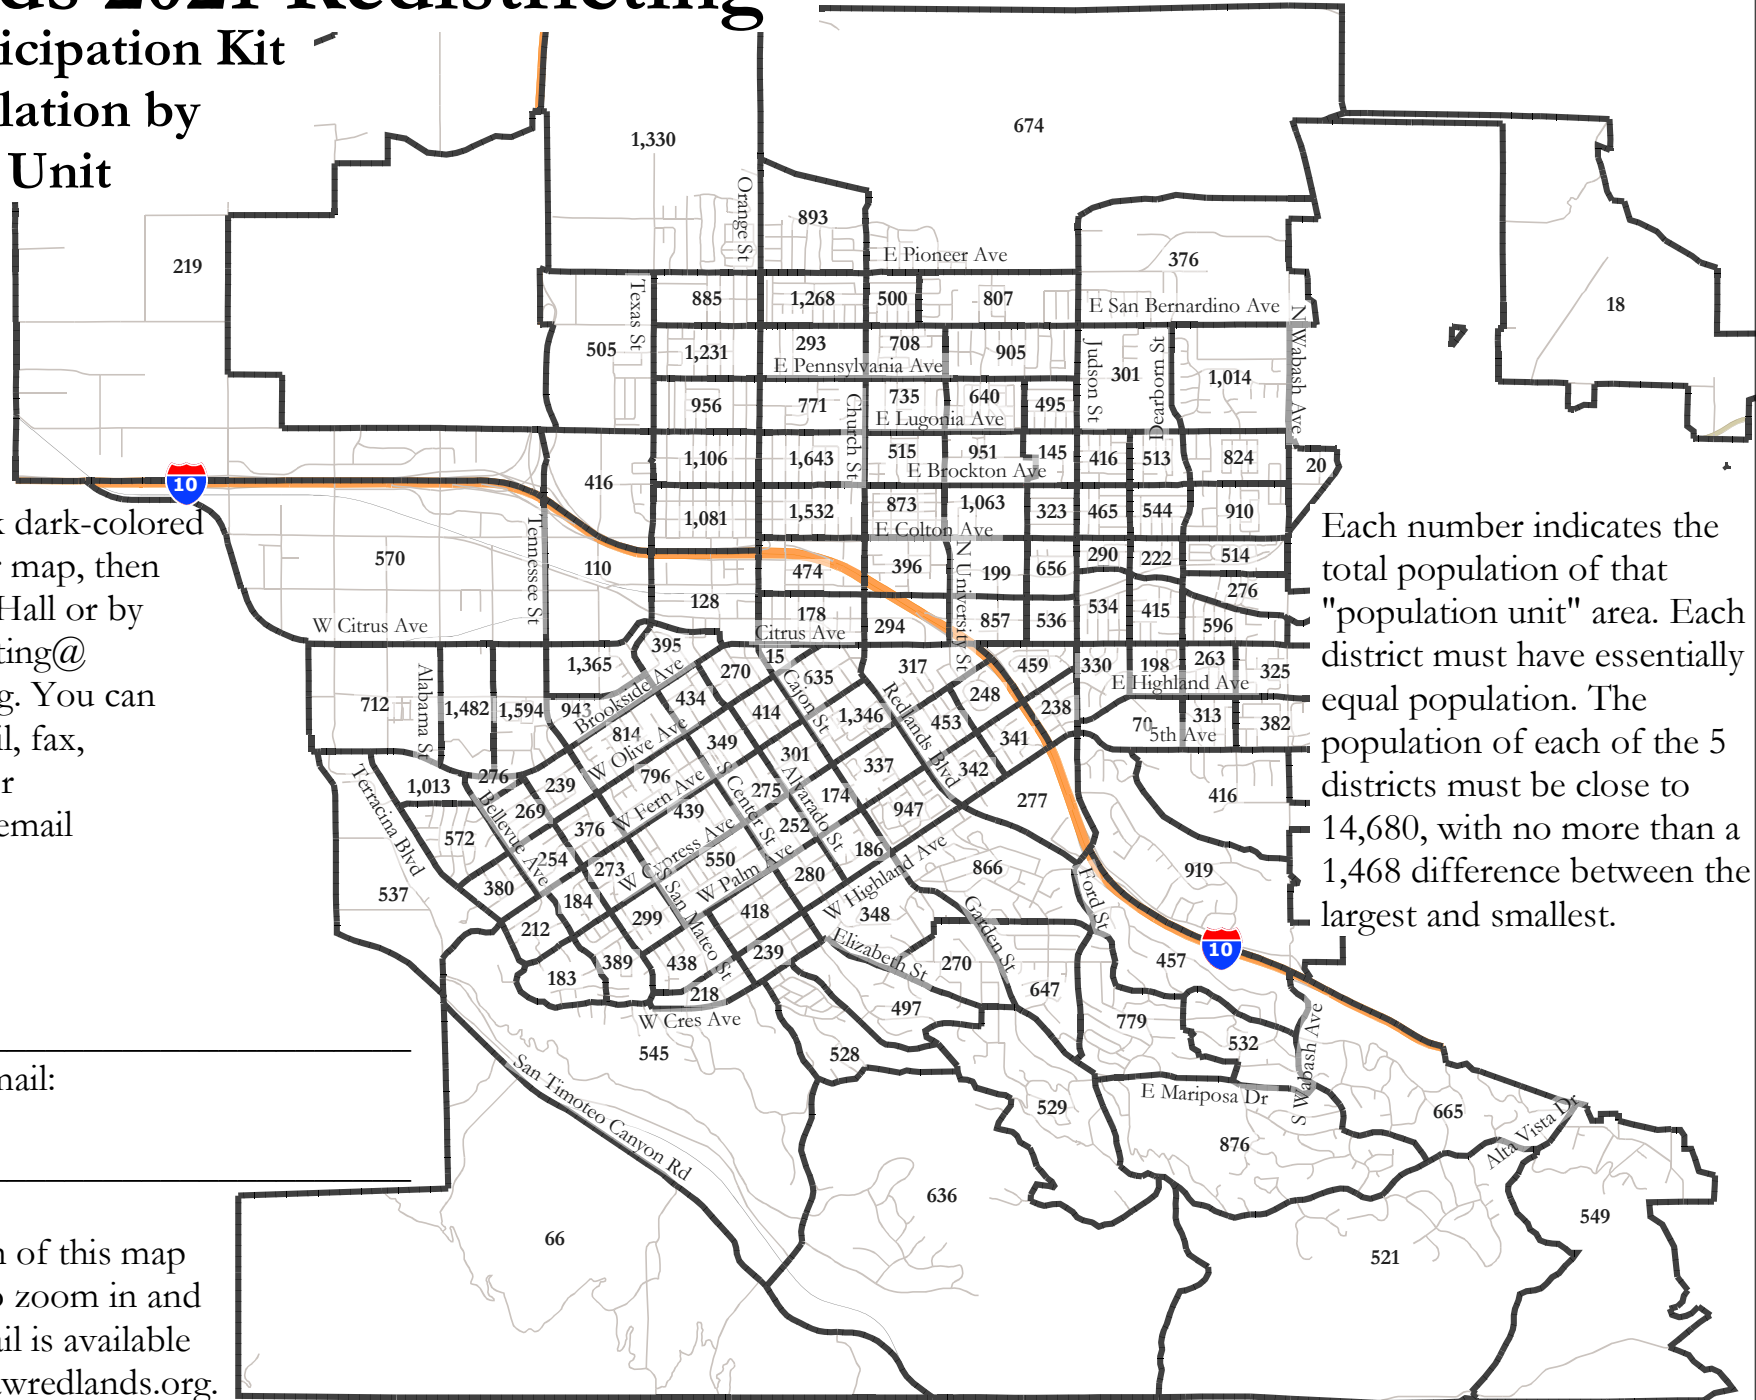 ds 2021 Redistricting
icipation Kit
lation by
Unit
1,330
674
893
Orange St
E Pioneer Ave
376
219
18
885
1,268
500
807
E San Bernardino Ave
Texas St
505
1,231
293
708
905
E Pennsylvania Ave
Judson St
301
Dearborn St
1,014
N Wabash Ave
956
771
Church St
735
640
495
E Lugonia Ave
416
1,106
1,643
515
951
145
416
513
824
20
E Brockton Ave
10
1,081
1,532
873
1,063
323
465
544
910
E Colton Ave
k dark-colored
r map, then
Hall or by
ting@
g. You can
il, fax,
r
email
Each number indicates the
total population of that
"population unit" area. Each
district must have essentially
equal population. The
population of each of the 5
districts must be close to
14,680, with no more than a
1,468 difference between the
largest and smallest.
570
Tennessee St
110
474
396
N University St
199
656
290
222
514
276
128
178
294
857
536
534
415
596
W Citrus Ave
Citrus Ave
395
1,365
15
270
635
317
459
330
198
263
325
E Highland Ave
712
Alabama St
1,482
1,594
943
Brookside Ave
434
414
Cajon St
1,346
Redlands Blvd
453
248
238
70
313
382
5th Ave
814
W Olive Ave
349
301
337
341
342
1,013
276
239
796
W Fern Ave
S Center St
275
Alvarado St
174
947
277
416
Terracina Blvd
572
Bellevue Ave
269
376
439
252
186
254
273
W Cypress Ave
550
W Palm Ave
280
W Highland Ave
866
919
537
380
184
299
San Mateo St
418
348
Garden St
Ford St
212
389
438
239
Elizabeth St
270
457
10
183
218
497
647
W Cres Ave
545
528
779
532
S Wabash Ave
San Timoteo Canyon Rd
529
E Mariposa Dr
665
Alta Vista Dr
876
636
549
66
521
mail:
n of this map
o zoom in and
ail is available
wredlands.org.